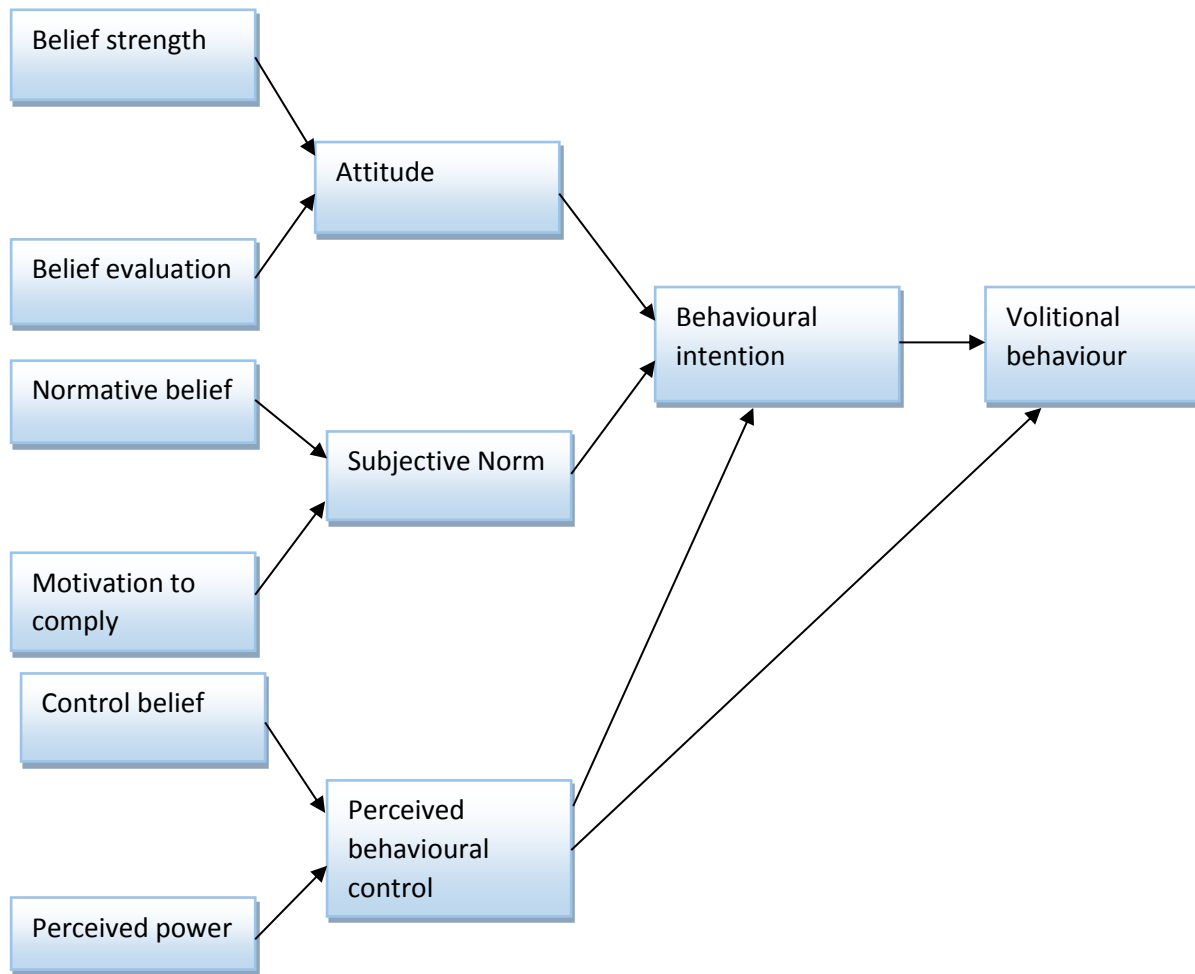 Belief strength
Attitude
Belief evaluation
Behavioural
intention
Volitional
behaviour
Normative belief
Subjective Norm
Motivation to
comply
Control belief
Perceived
behavioural
control
Perceived power